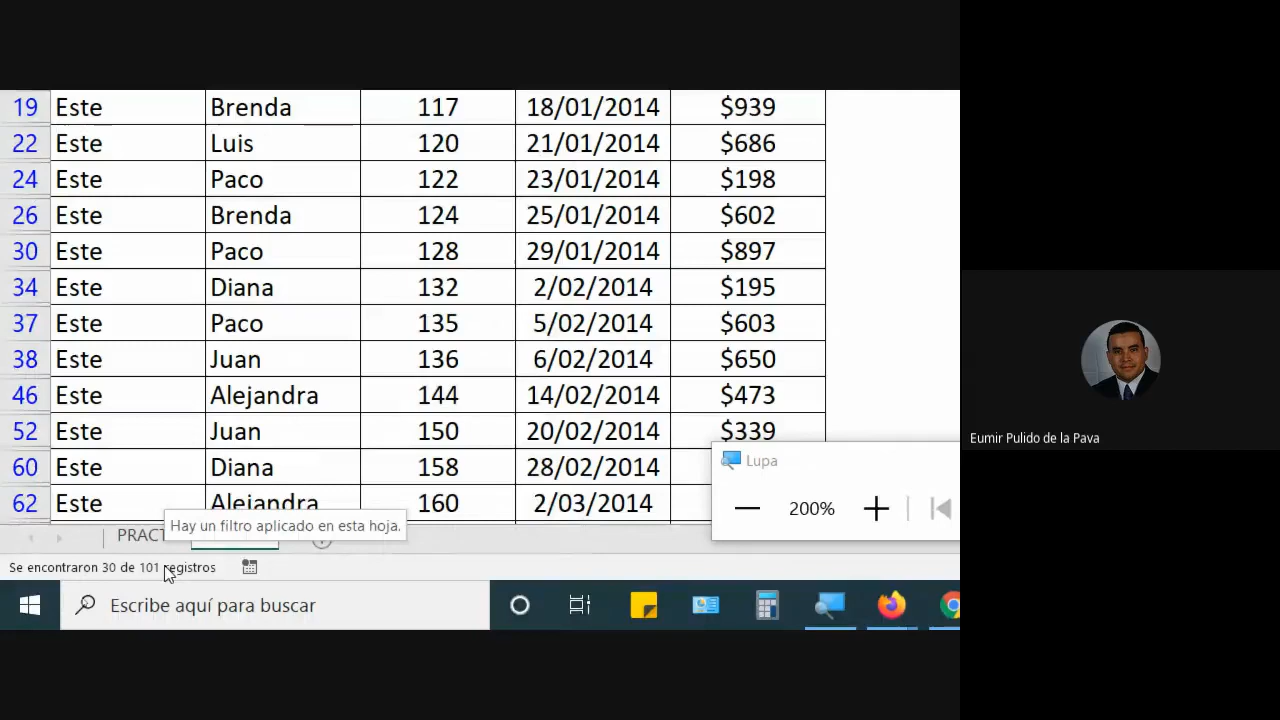 19 Este Brenda 117 18/01/2014 $939
22 Este Luis 120 21/01/2014 $686
24 Este Paco 122 23/01/2014 $198
26 Este Brenda 124 25/01/2014 $602
30 Este Paco 128 29/01/2014 $897
34 Este Diana 132 2/02/2014 $195
37 Este Paco 135 5/02/2014 $603
38 Este Juan 136 6/02/2014 $650
46 Este Alejandra 144 14/02/2014 $473
52 Este Juan 150 20/02/2014 $339
60 Este Diana 158 28/02/2014
62 Este Alejandra 160 2/03/2014
Lupa
200%
Hay un filtro aplicado en esta hoja.
PRACT
Se encontraron 30 de 101 registros
Escribe aquí para buscar
Eumir Pulido de la Pava